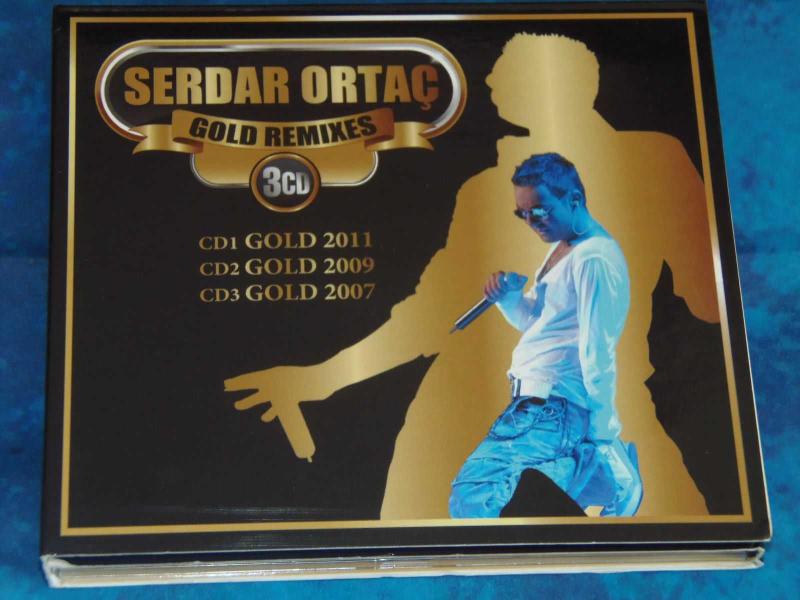 SERDAR ORTAÇ
GOLD REMIXES
3CD
CD1 GOLD 2011
CD2 GOLD 2009
CD3 GOLD 2007